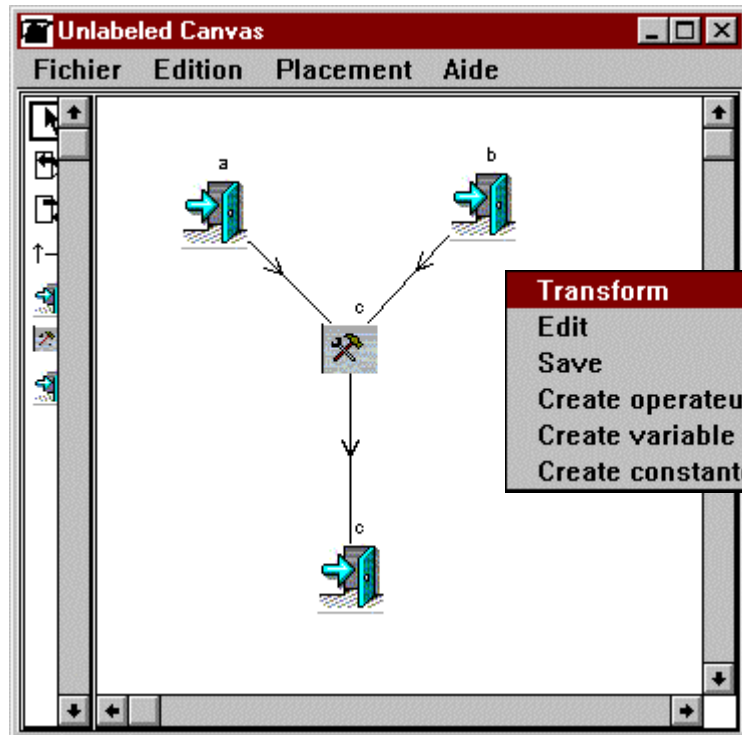 Unlabeled Canvas
Fichier Edition Placement Aide
a
b
c
c
Transform
Edit
Save
Create operateu
Create variable
Create constant